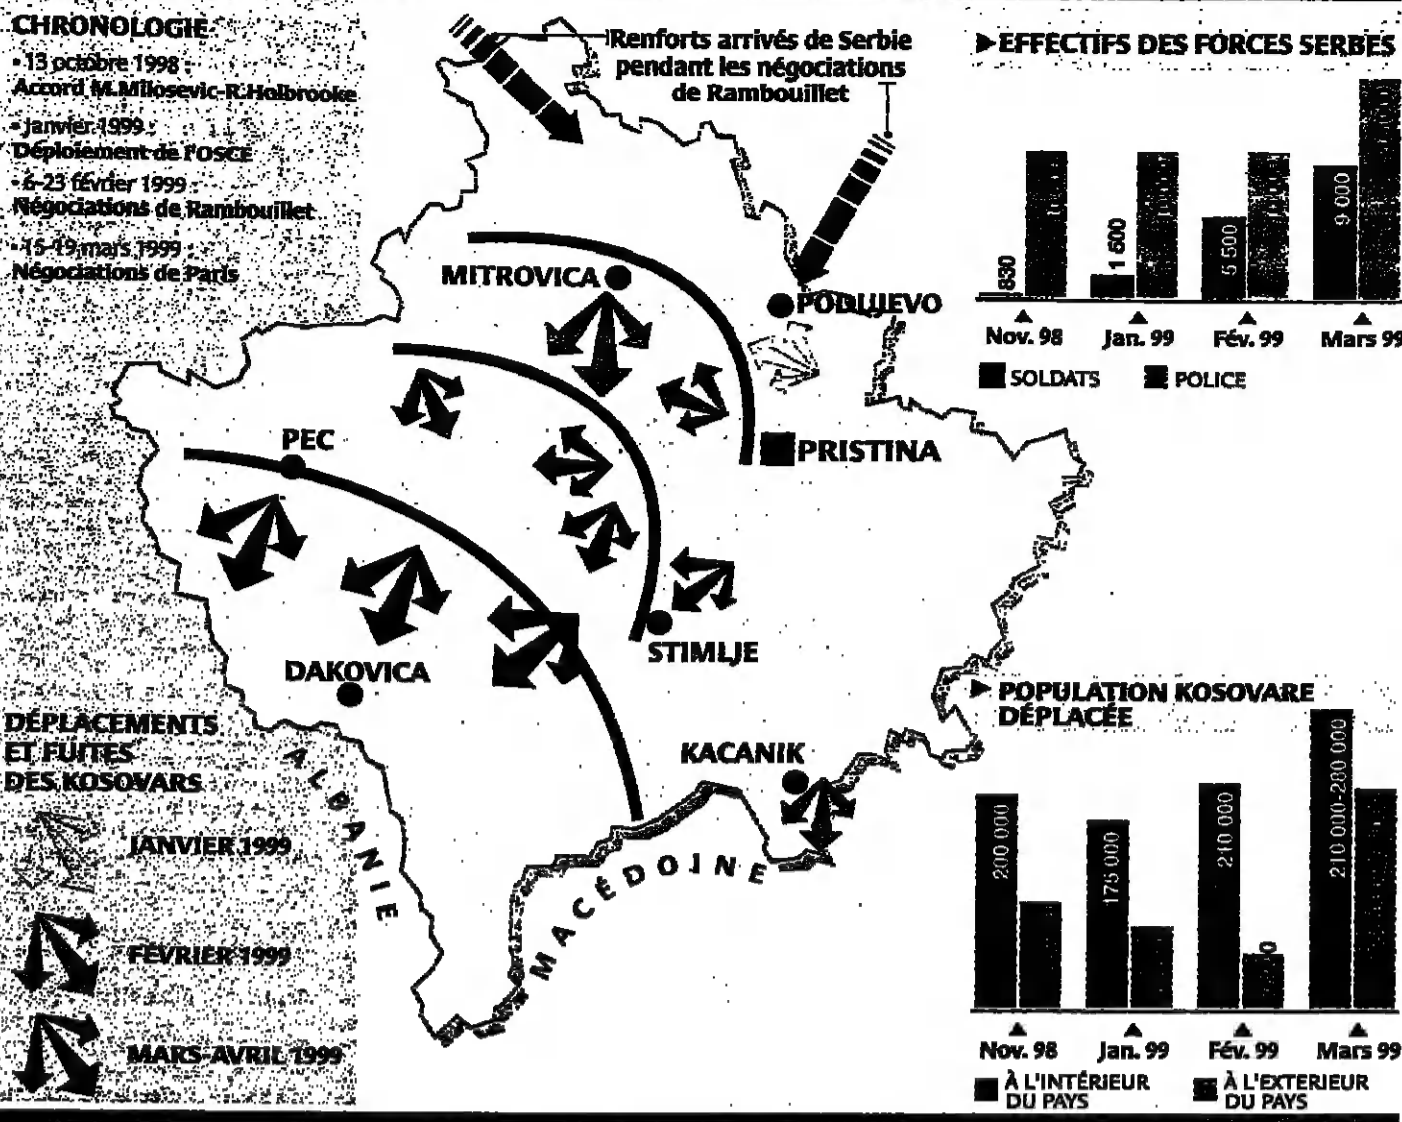 CHRONOLOGIE
• 13 octobre 1998 :
Accord M.Milosevic-R.Holbrooke
• Janvier 1999 :
Déploiement de l'OSCE
• 6-23 février 1999 :
Négociations de Rambouillet
• 15-19 mars 1999 :
Négociations de Paris
Renforts arrivés de Serbie
pendant les négociations
de Rambouillet
MITROVICA
PODUJEVO
PEC
PRISTINA
STIMLJE
DAKOVICA
KACANIK
ALBANIE
MACÉDOINE
DÉPLACEMENTS
ET FUITES
DES KOSOVARS
JANVIER 1999
FÉVRIER 1999
MARS-AVRIL 1999
EFFECTIFS DES FORCES SERBES
830
1 600
5 500
9 000
Nov. 98
Jan. 99
Fév. 99
Mars 99
SOLDATS
POLICE
POPULATION KOSOVARE
DÉPLACÉE
200 000
175 000
210 000
210 000-280 000
Nov. 98
Jan. 99
Fév. 99
Mars 99
À L'INTÉRIEUR
DU PAYS
À L'EXTERIEUR
DU PAYS